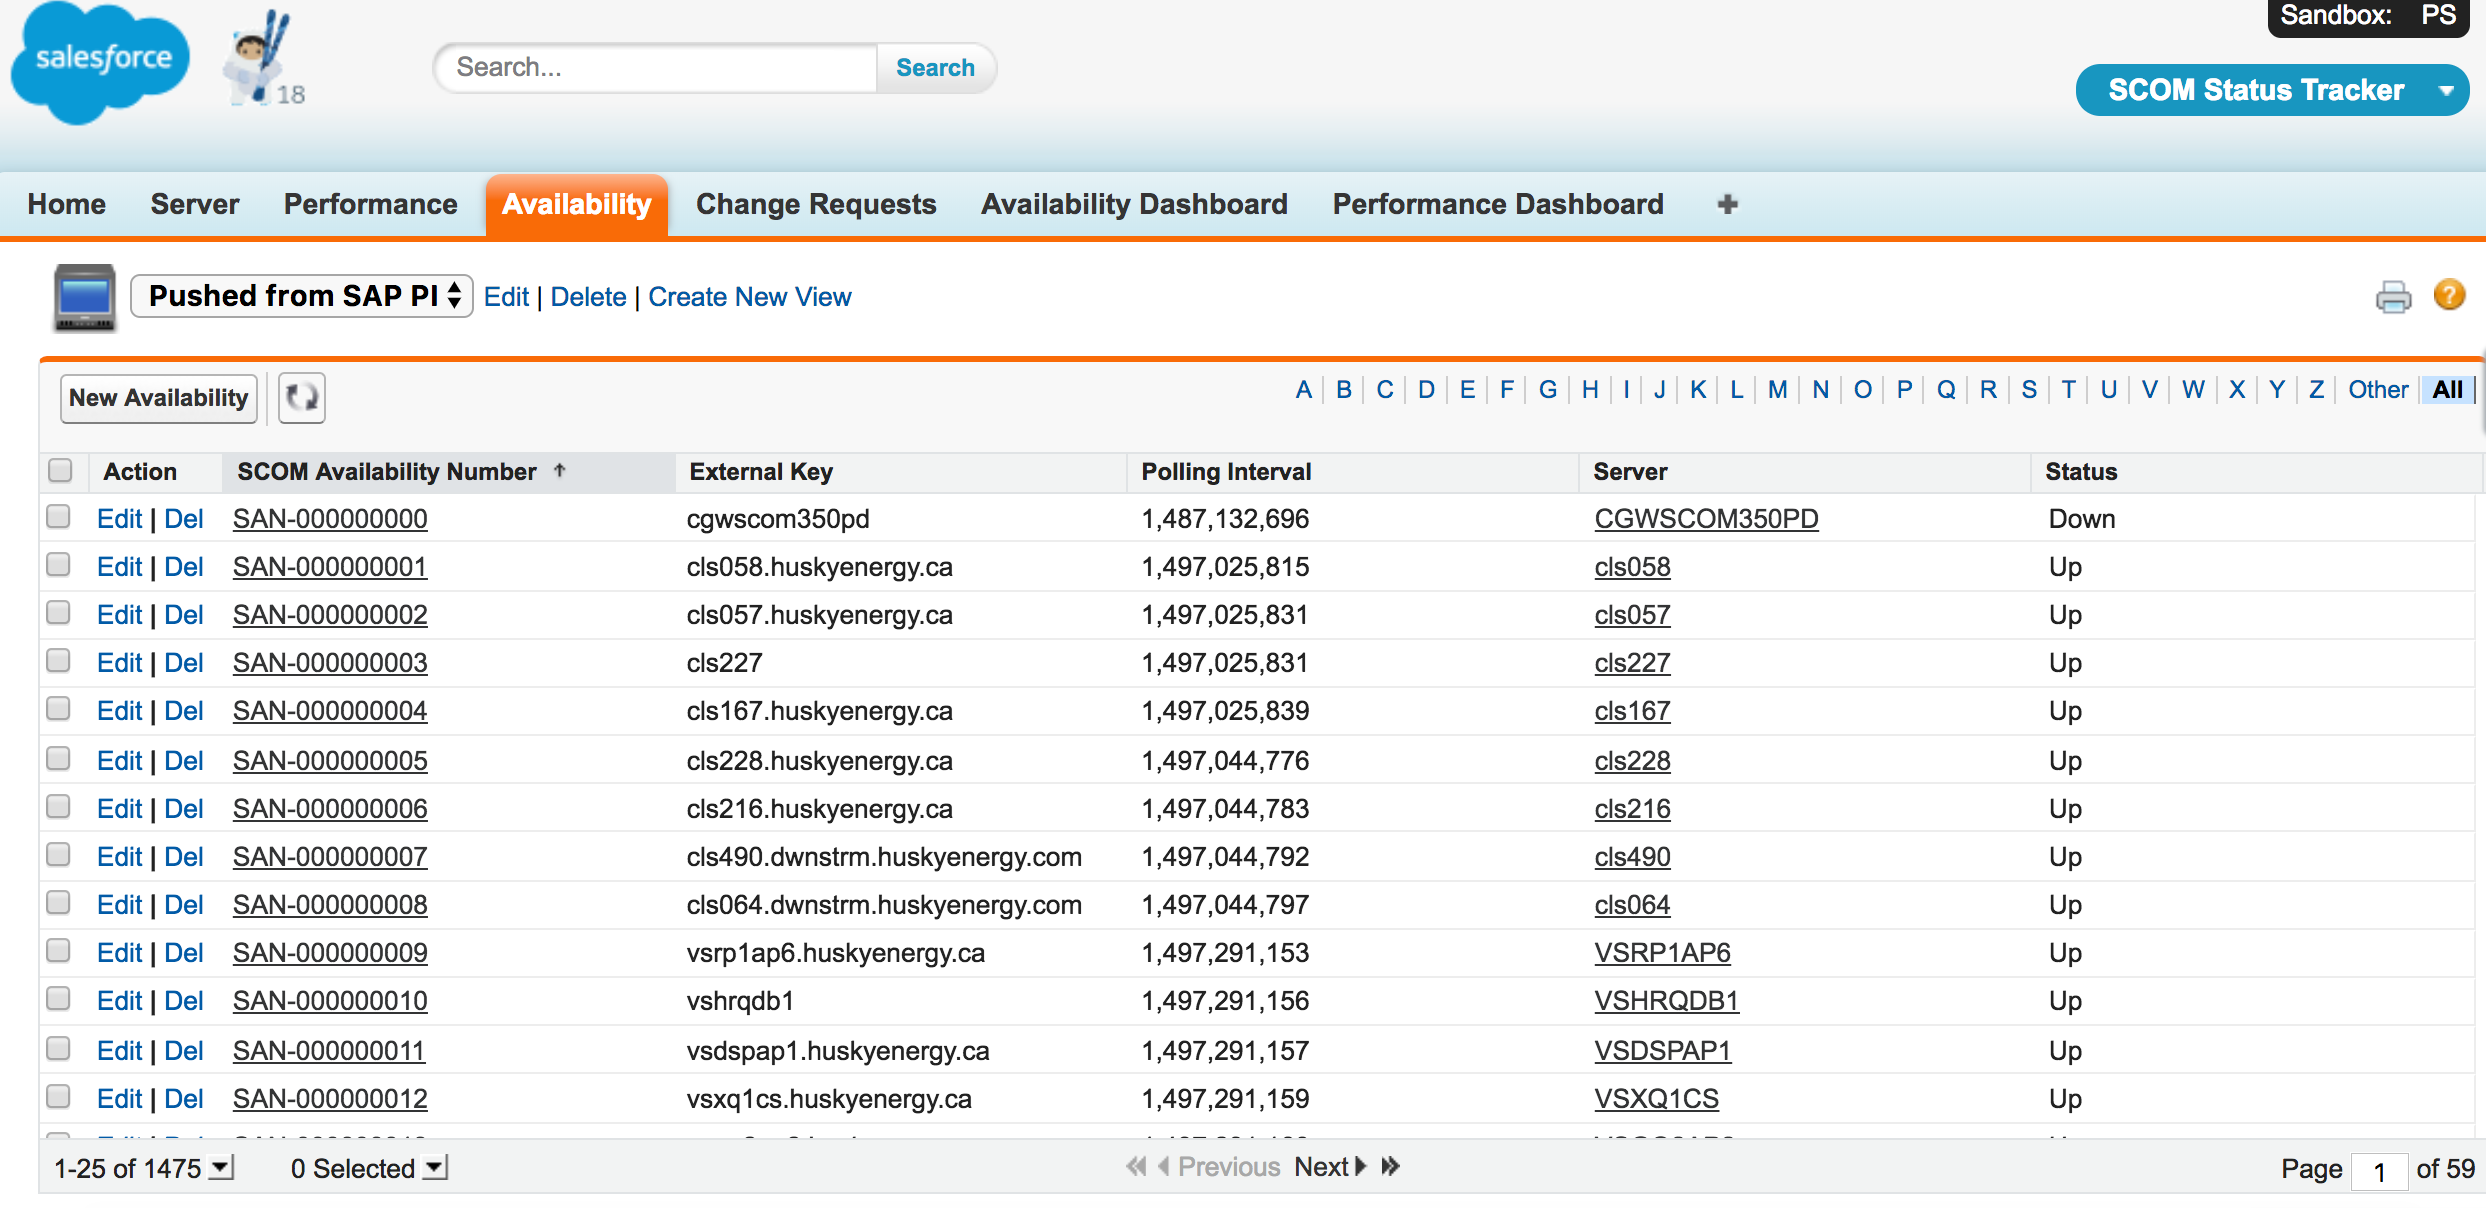 salesforce
18
Search...
Search
Sandbox: PS
SCOM Status Tracker
Home Server Performance Availability Change Requests Availability Dashboard Performance Dashboard +
Pushed from SAP PI Edit | Delete | Create New View
?
New Availability
A | B | C | D | E | F | G | H | I | J | K | L | M | N | O | P | Q | R | S | T | U | V | W | X | Y | Z | Other | All
Action SCOM Availability Number External Key Polling Interval Server Status
Edit | Del SAN-000000000 cgwscom350pd 1,487,132,696 CGWSCOM350PD Down
Edit | Del SAN-000000001 cls058.huskyenergy.ca 1,497,025,815 cls058 Up
Edit | Del SAN-000000002 cls057.huskyenergy.ca 1,497,025,831 cls057 Up
Edit | Del SAN-000000003 cls227 1,497,025,831 cls227 Up
Edit | Del SAN-000000004 cls167.huskyenergy.ca 1,497,025,839 cls167 Up
Edit | Del SAN-000000005 cls228.huskyenergy.ca 1,497,044,776 cls228 Up
Edit | Del SAN-000000006 cls216.huskyenergy.ca 1,497,044,783 cls216 Up
Edit | Del SAN-000000007 cls490.dwnstrm.huskyenergy.com 1,497,044,792 cls490 Up
Edit | Del SAN-000000008 cls064.dwnstrm.huskyenergy.com 1,497,044,797 cls064 Up
Edit | Del SAN-000000009 vsrp1ap6.huskyenergy.ca 1,497,291,153 VSRP1AP6 Up
Edit | Del SAN-000000010 vshrqdb1 1,497,291,156 VSHRQDB1 Up
Edit | Del SAN-000000011 vsdspap1.huskyenergy.ca 1,497,291,157 VSDSPAP1 Up
Edit | Del SAN-000000012 vsxq1cs.huskyenergy.ca 1,497,291,159 VSXQ1CS Up
1-25 of 1475 0 Selected Previous Next Page 1 of 59